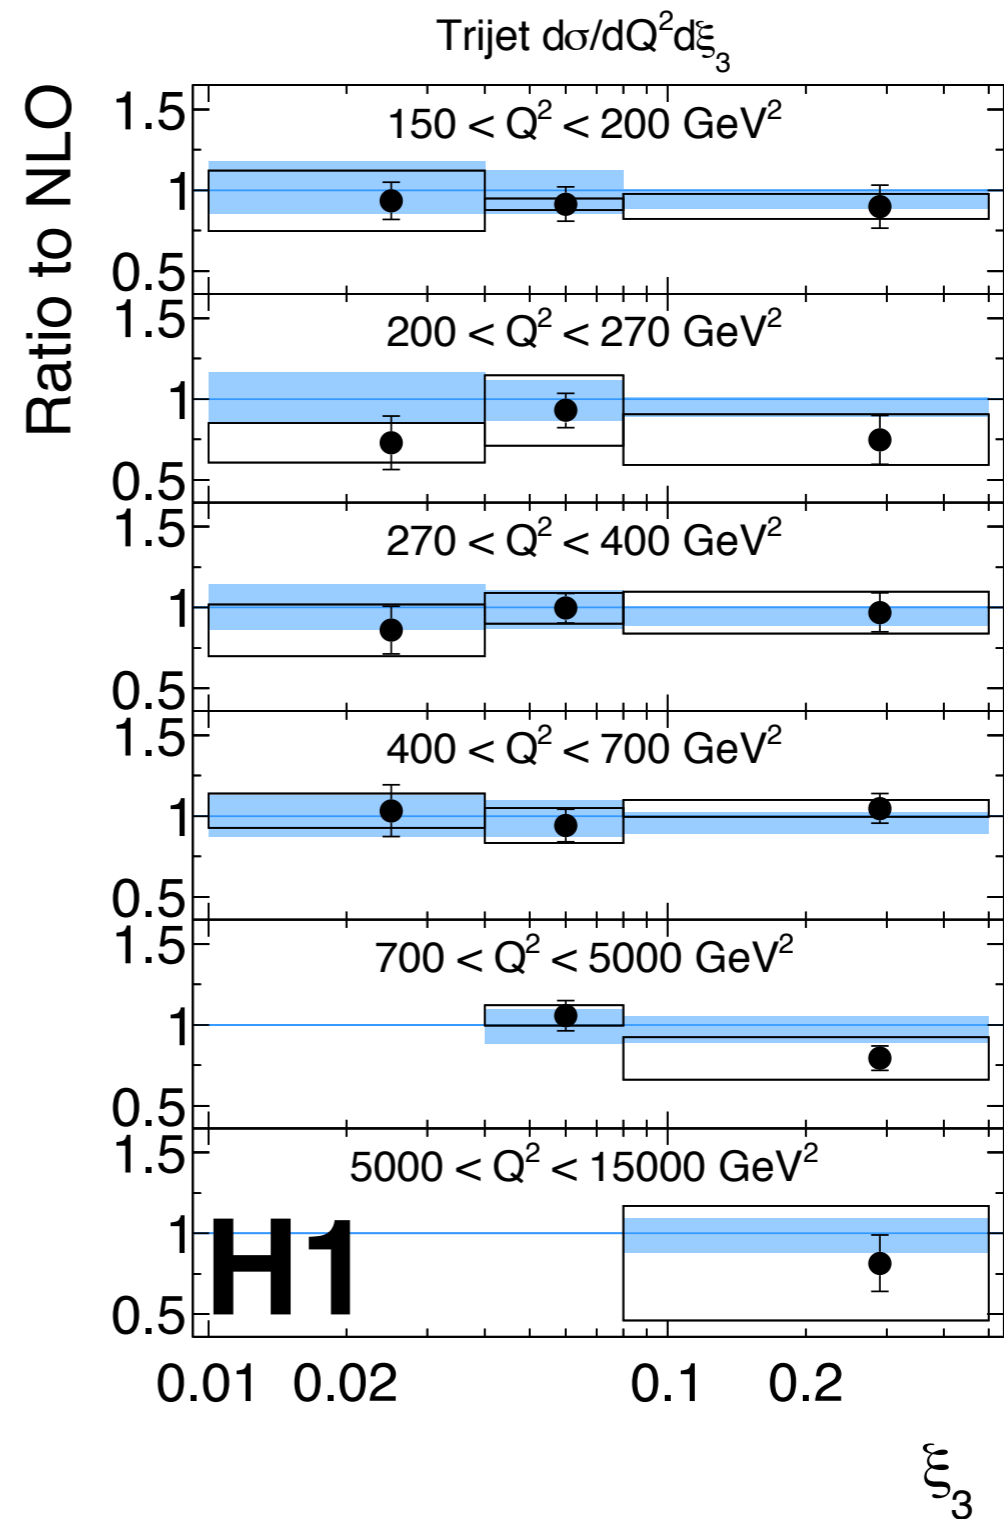 Trijet dσ/dQ²dξ₃
Ratio to NLO
1.5
150 < Q² < 200 GeV²
1
0.5
1.5
200 < Q² < 270 GeV²
1
0.5
1.5
270 < Q² < 400 GeV²
1
0.5
1.5
400 < Q² < 700 GeV²
1
0.5
1.5
700 < Q² < 5000 GeV²
1
0.5
1.5
5000 < Q² < 15000 GeV²
1
H1
0.5
0.01 0.02 0.1 0.2
ξ₃